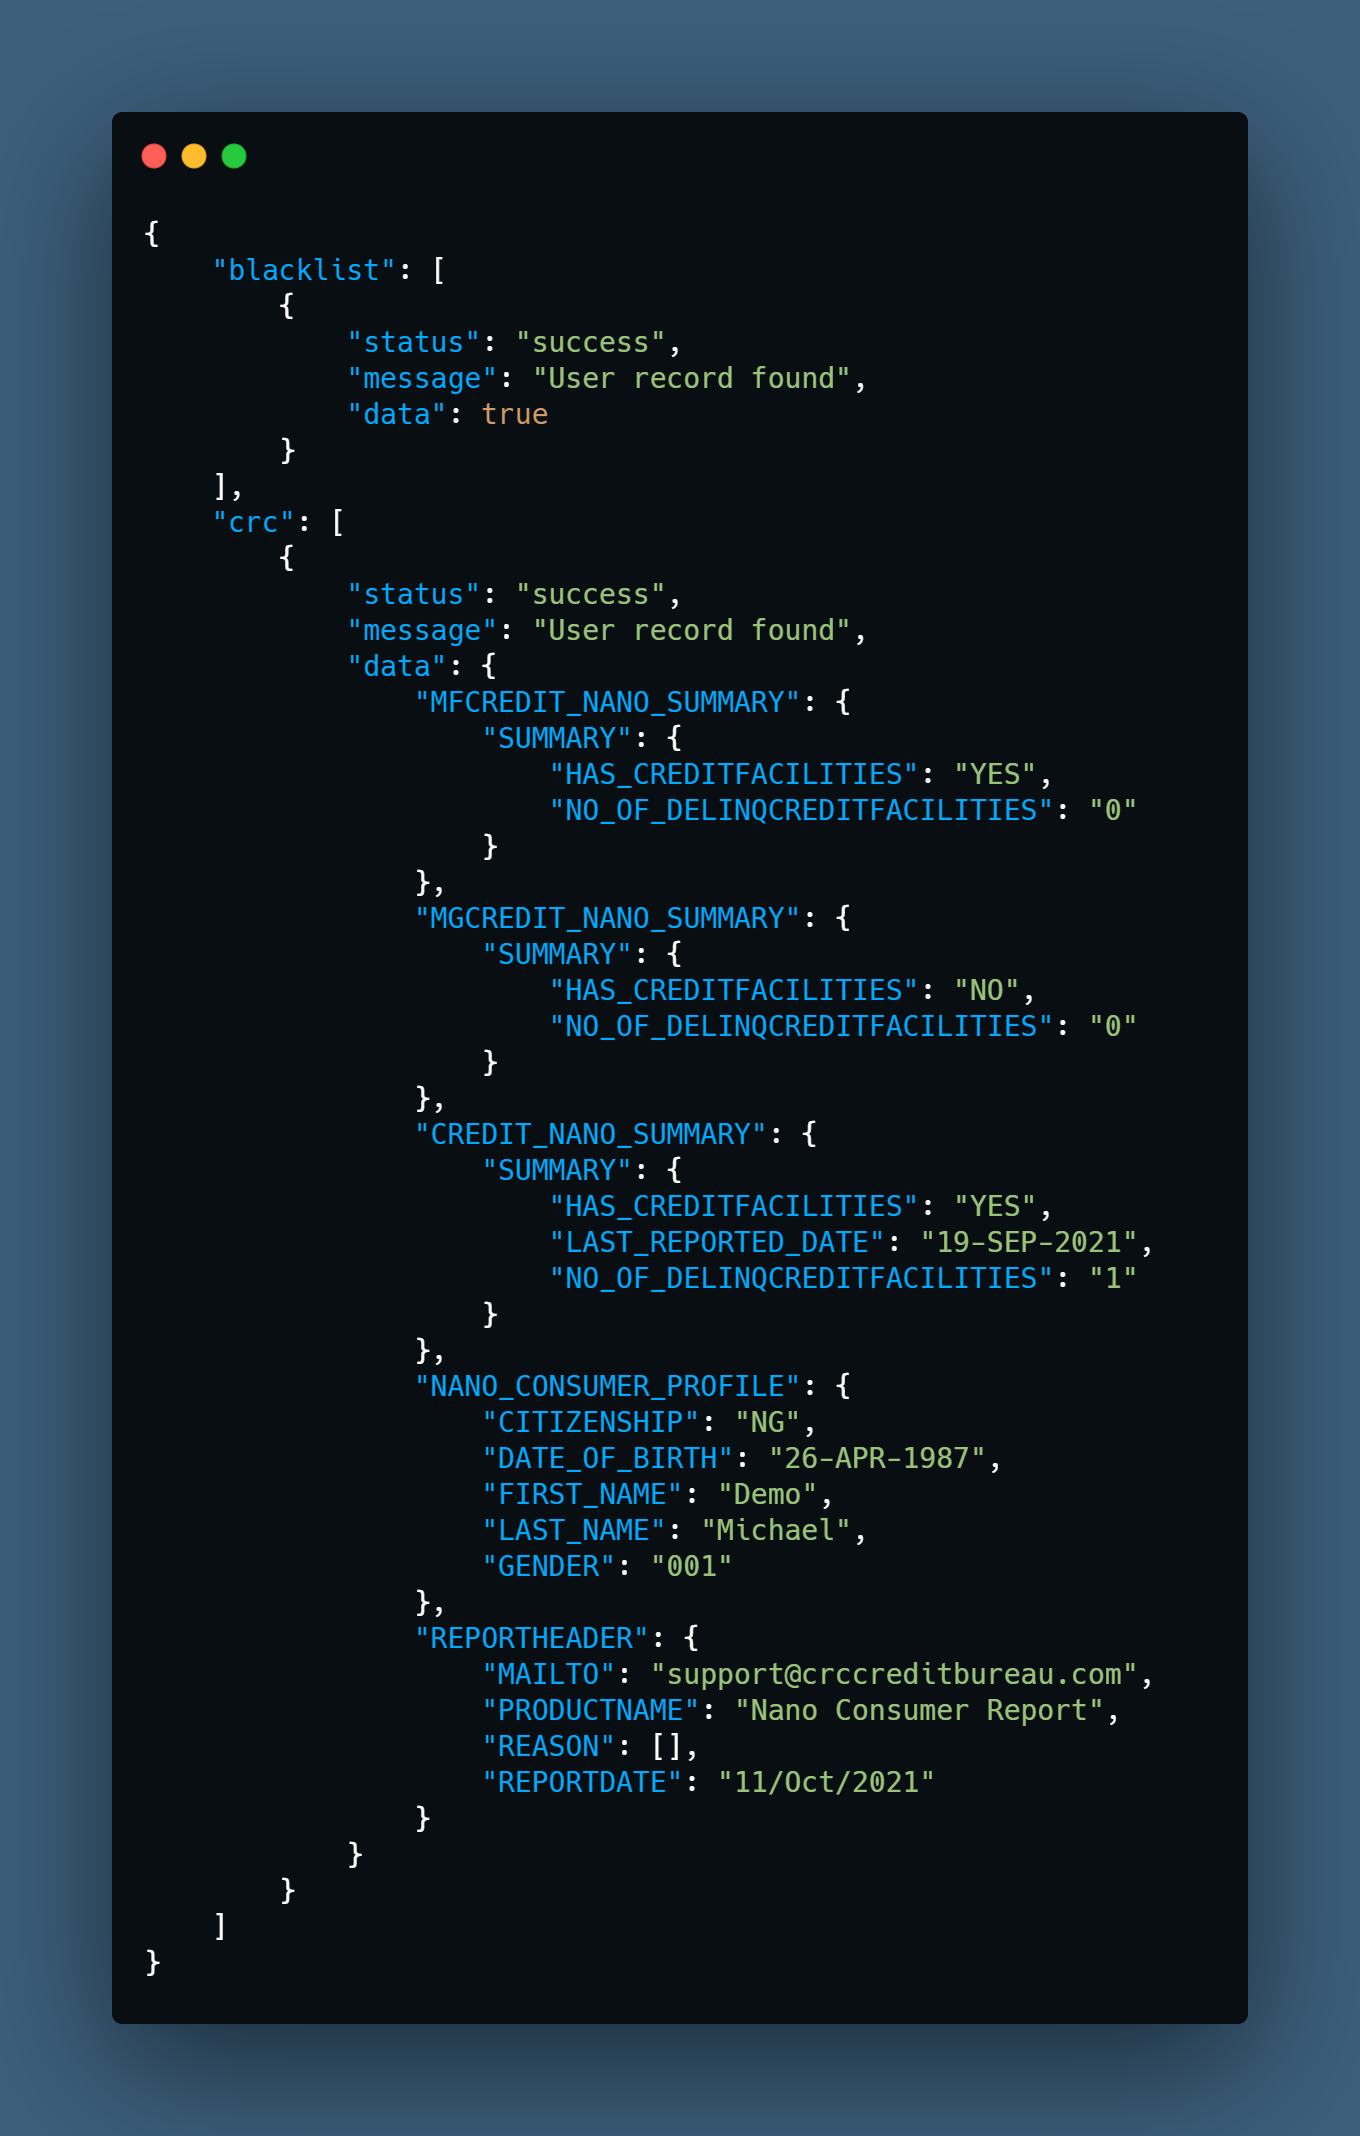 {
    "blacklist": [
        {
            "status": "success",
            "message": "User record found",
            "data": true
        }
    ],
    "crc": [
        {
            "status": "success",
            "message": "User record found",
            "data": {
                "MFCREDIT_NANO_SUMMARY": {
                    "SUMMARY": {
                        "HAS_CREDITFACILITIES": "YES",
                        "NO_OF_DELINQCREDITFACILITIES": "0"
                    }
                },
                "MGCREDIT_NANO_SUMMARY": {
                    "SUMMARY": {
                        "HAS_CREDITFACILITIES": "NO",
                        "NO_OF_DELINQCREDITFACILITIES": "0"
                    }
                },
                "CREDIT_NANO_SUMMARY": {
                    "SUMMARY": {
                        "HAS_CREDITFACILITIES": "YES",
                        "LAST_REPORTED_DATE": "19-SEP-2021",
                        "NO_OF_DELINQCREDITFACILITIES": "1"
                    }
                },
                "NANO_CONSUMER_PROFILE": {
                    "CITIZENSHIP": "NG",
                    "DATE_OF_BIRTH": "26-APR-1987",
                    "FIRST_NAME": "Demo",
                    "LAST_NAME": "Michael",
                    "GENDER": "001"
                },
                "REPORTHEADER": {
                    "MAILTO": "support@crccreditbureau.com",
                    "PRODUCTNAME": "Nano Consumer Report",
                    "REASON": [],
                    "REPORTDATE": "11/Oct/2021"
                }
            }
        }
    ]
}